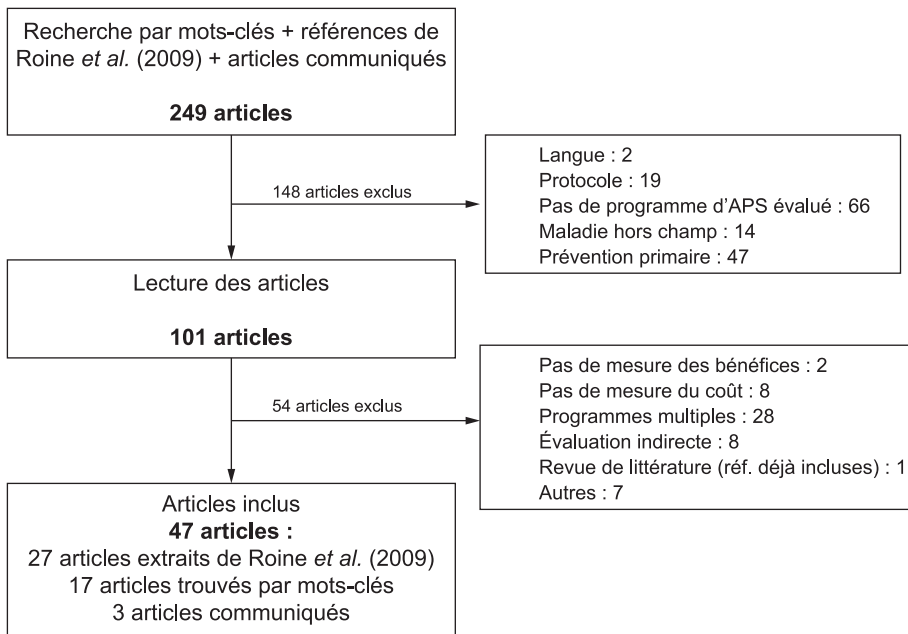 Recherche par mots-clés + références de
Roine et al. (2009) + articles communiqués
249 articles
148 articles exclus
Langue : 2
Protocole : 19
Pas de programme d'APS évalué : 66
Maladie hors champ : 14
Prévention primaire : 47
Lecture des articles
101 articles
54 articles exclus
Pas de mesure des bénéfices : 2
Pas de mesure du coût : 8
Programmes multiples : 28
Évaluation indirecte : 8
Revue de littérature (réf. déjà incluses) : 1
Autres : 7
Articles inclus
47 articles :
27 articles extraits de Roine et al. (2009)
17 articles trouvés par mots-clés
3 articles communiqués